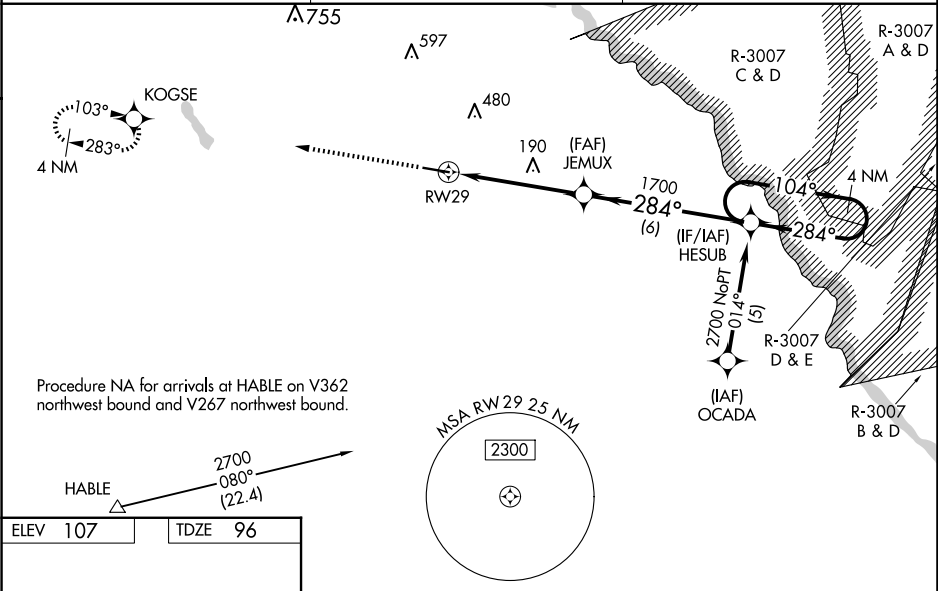 755
597
R-3007
A & D
R-3007
C & D
KOGSE
103°
283°
4 NM
480
190
(FAF)
JEMUX
RW29
1700
284°
(6)
104°
4 NM
(IF/IAF)
HESUB
284°
2700 NoPT
014°
(5)
R-3007
D & E
(IAF)
OCADA
R-3007
B & D
Procedure NA for arrivals at HABLE on V362
northwest bound and V267 northwest bound.
MSA RW29 25 NM
2300
HABLE
2700
080°
(22.4)
ELEV 107
TDZE 96